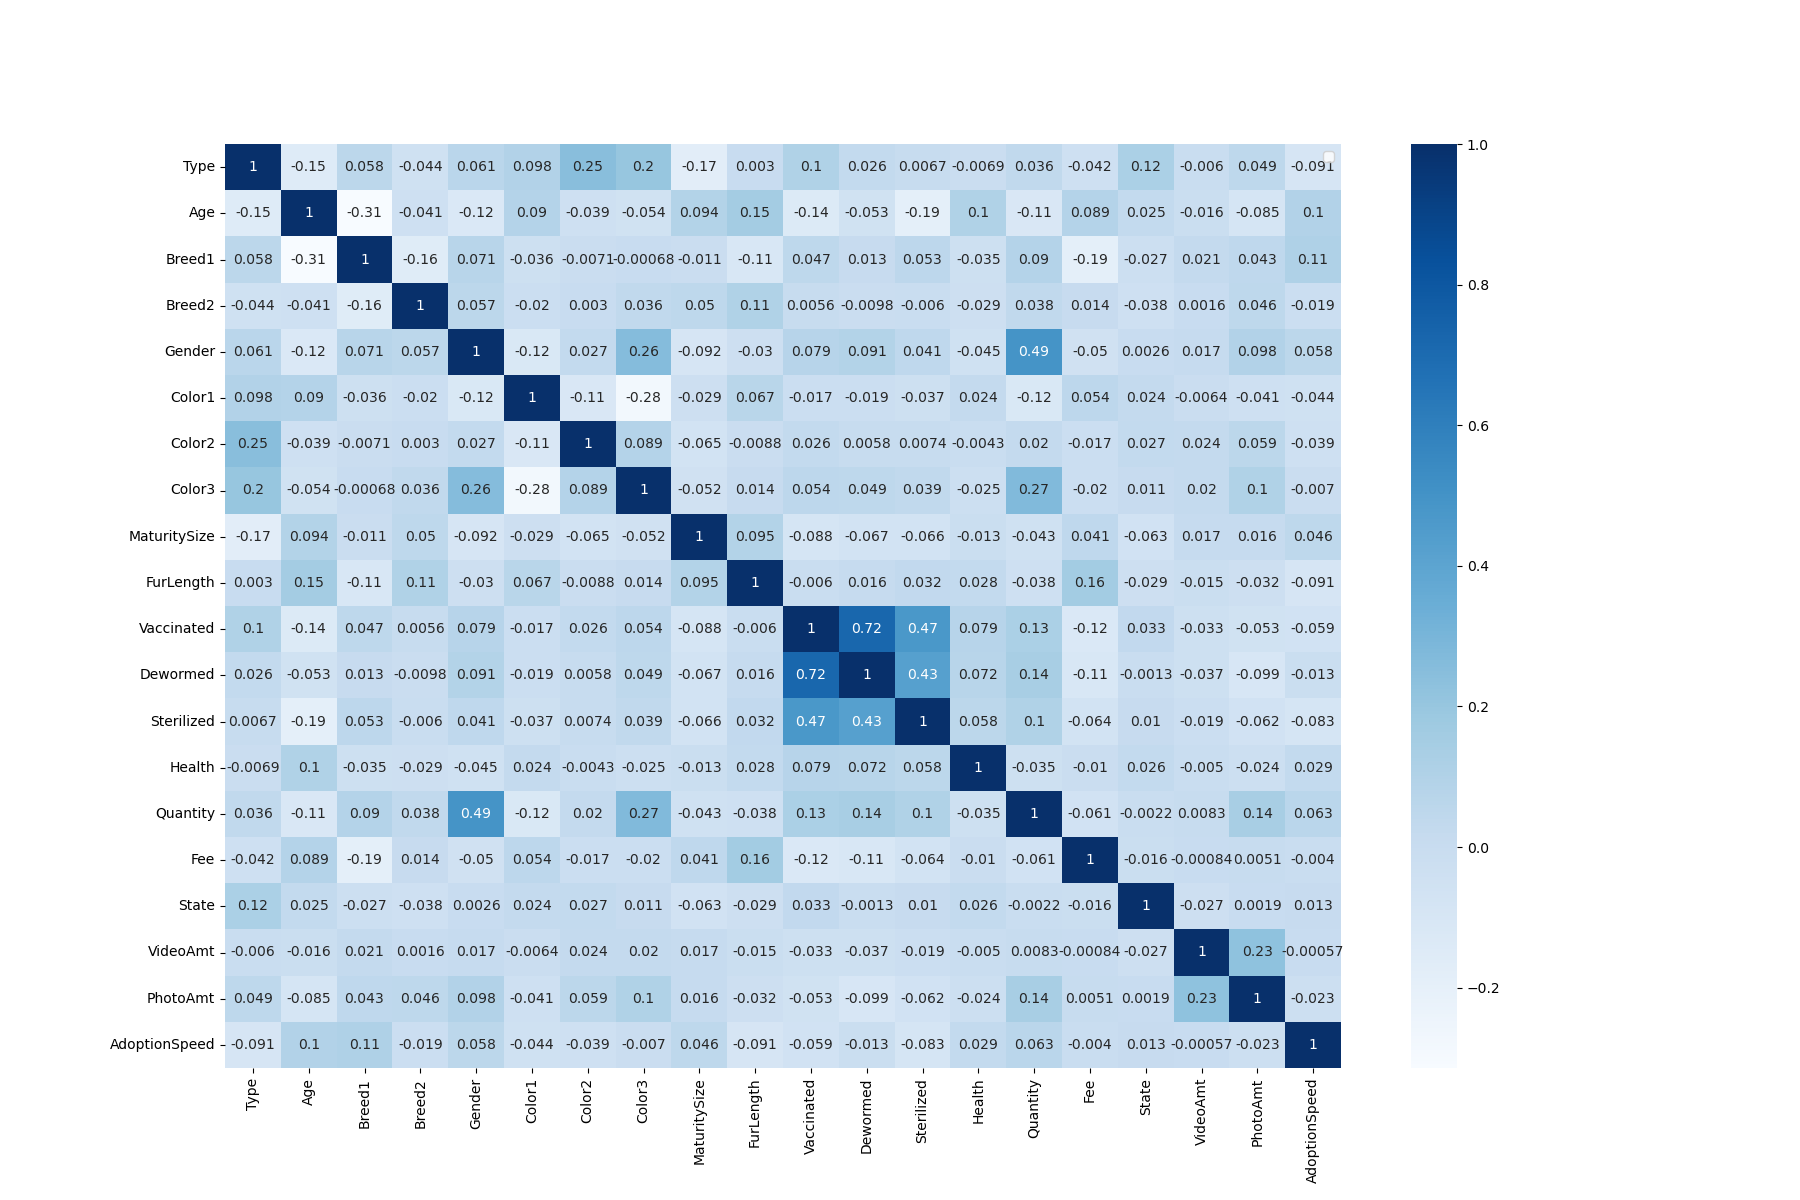 Type 1 -0.15 0.058 -0.044 0.061 0.098 0.25 0.2 -0.17 0.003 0.1 0.026 0.0067 -0.0069 0.036 -0.042 0.12 -0.006 0.049 -0.091
Age -0.15 1 -0.31 -0.041 -0.12 0.09 -0.039 -0.054 0.094 0.15 -0.14 -0.053 -0.19 0.1 -0.11 0.089 0.025 -0.016 -0.085 0.1
Breed1 0.058 -0.31 1 -0.16 0.071 -0.036 -0.0071 -0.00068 -0.011 -0.11 0.047 0.013 0.053 -0.035 0.09 -0.19 -0.027 0.021 0.043 0.11
Breed2 -0.044 -0.041 -0.16 1 0.057 -0.02 0.003 0.036 0.05 0.11 0.0056 -0.0098 -0.006 -0.029 0.038 0.014 -0.038 0.0016 0.046 -0.019
Gender 0.061 -0.12 0.071 0.057 1 -0.12 0.027 0.26 -0.092 -0.03 0.079 0.091 0.041 -0.045 0.49 -0.05 0.0026 0.017 0.098 0.058
Color1 0.098 0.09 -0.036 -0.02 -0.12 1 -0.11 -0.28 -0.029 0.067 -0.017 -0.019 -0.037 0.024 -0.12 0.054 0.024 -0.0064 -0.041 -0.044
Color2 0.25 -0.039 -0.0071 0.003 0.027 -0.11 1 0.089 -0.065 -0.0088 0.026 0.0058 0.0074 -0.0043 0.02 -0.017 0.027 0.024 0.059 -0.039
Color3 0.2 -0.054 -0.00068 0.036 0.26 -0.28 0.089 1 -0.052 0.014 0.054 0.049 0.039 -0.025 0.27 -0.02 0.011 0.02 0.1 -0.007
MaturitySize -0.17 0.094 -0.011 0.05 -0.092 -0.029 -0.065 -0.052 1 0.095 -0.088 -0.067 -0.066 -0.013 -0.043 0.041 -0.063 0.017 0.016 0.046
FurLength 0.003 0.15 -0.11 0.11 -0.03 0.067 -0.0088 0.014 0.095 1 -0.006 0.016 0.032 0.028 -0.038 0.16 -0.029 -0.015 -0.032 -0.091
Vaccinated 0.1 -0.14 0.047 0.0056 0.079 -0.017 0.026 0.054 -0.088 -0.006 1 0.72 0.47 0.079 0.13 -0.12 0.033 -0.033 -0.053 -0.059
Dewormed 0.026 -0.053 0.013 -0.0098 0.091 -0.019 0.0058 0.049 -0.067 0.016 0.72 1 0.43 0.072 0.14 -0.11 -0.0013 -0.037 -0.099 -0.013
Sterilized 0.0067 -0.19 0.053 -0.006 0.041 -0.037 0.0074 0.039 -0.066 0.032 0.47 0.43 1 0.058 0.1 -0.064 0.01 -0.019 -0.062 -0.083
Health -0.0069 0.1 -0.035 -0.029 -0.045 0.024 -0.0043 -0.025 -0.013 0.028 0.079 0.072 0.058 1 -0.035 -0.01 0.026 -0.005 -0.024 0.029
Quantity 0.036 -0.11 0.09 0.038 0.49 -0.12 0.02 0.27 -0.043 -0.038 0.13 0.14 0.1 -0.035 1 -0.061 -0.0022 0.0083 0.14 0.063
Fee -0.042 0.089 -0.19 0.014 -0.05 0.054 -0.017 -0.02 0.041 0.16 -0.12 -0.11 -0.064 -0.01 -0.061 1 -0.016 -0.00084 0.0051 -0.004
State 0.12 0.025 -0.027 -0.038 0.0026 0.024 0.027 0.011 -0.063 -0.029 0.033 -0.0013 0.01 0.026 -0.0022 -0.016 1 -0.027 0.0019 0.013
VideoAmt -0.006 -0.016 0.021 0.0016 0.017 -0.0064 0.024 0.02 0.017 -0.015 -0.033 -0.037 -0.019 -0.005 0.0083 -0.00084 -0.027 1 0.23 -0.00057
PhotoAmt 0.049 -0.085 0.043 0.046 0.098 -0.041 0.059 0.1 0.016 -0.032 -0.053 -0.099 -0.062 -0.024 0.14 0.0051 0.0019 0.23 1 -0.023
AdoptionSpeed -0.091 0.1 0.11 -0.019 0.058 -0.044 -0.039 -0.007 0.046 -0.091 -0.059 -0.013 -0.083 0.029 0.063 -0.004 0.013 -0.00057 -0.023 1
Type Age Breed1 Breed2 Gender Color1 Color2 Color3 MaturitySize FurLength Vaccinated Dewormed Sterilized Health Quantity Fee State VideoAmt PhotoAmt AdoptionSpeed
1.0
0.8
0.6
0.4
0.2
0.0
−0.2